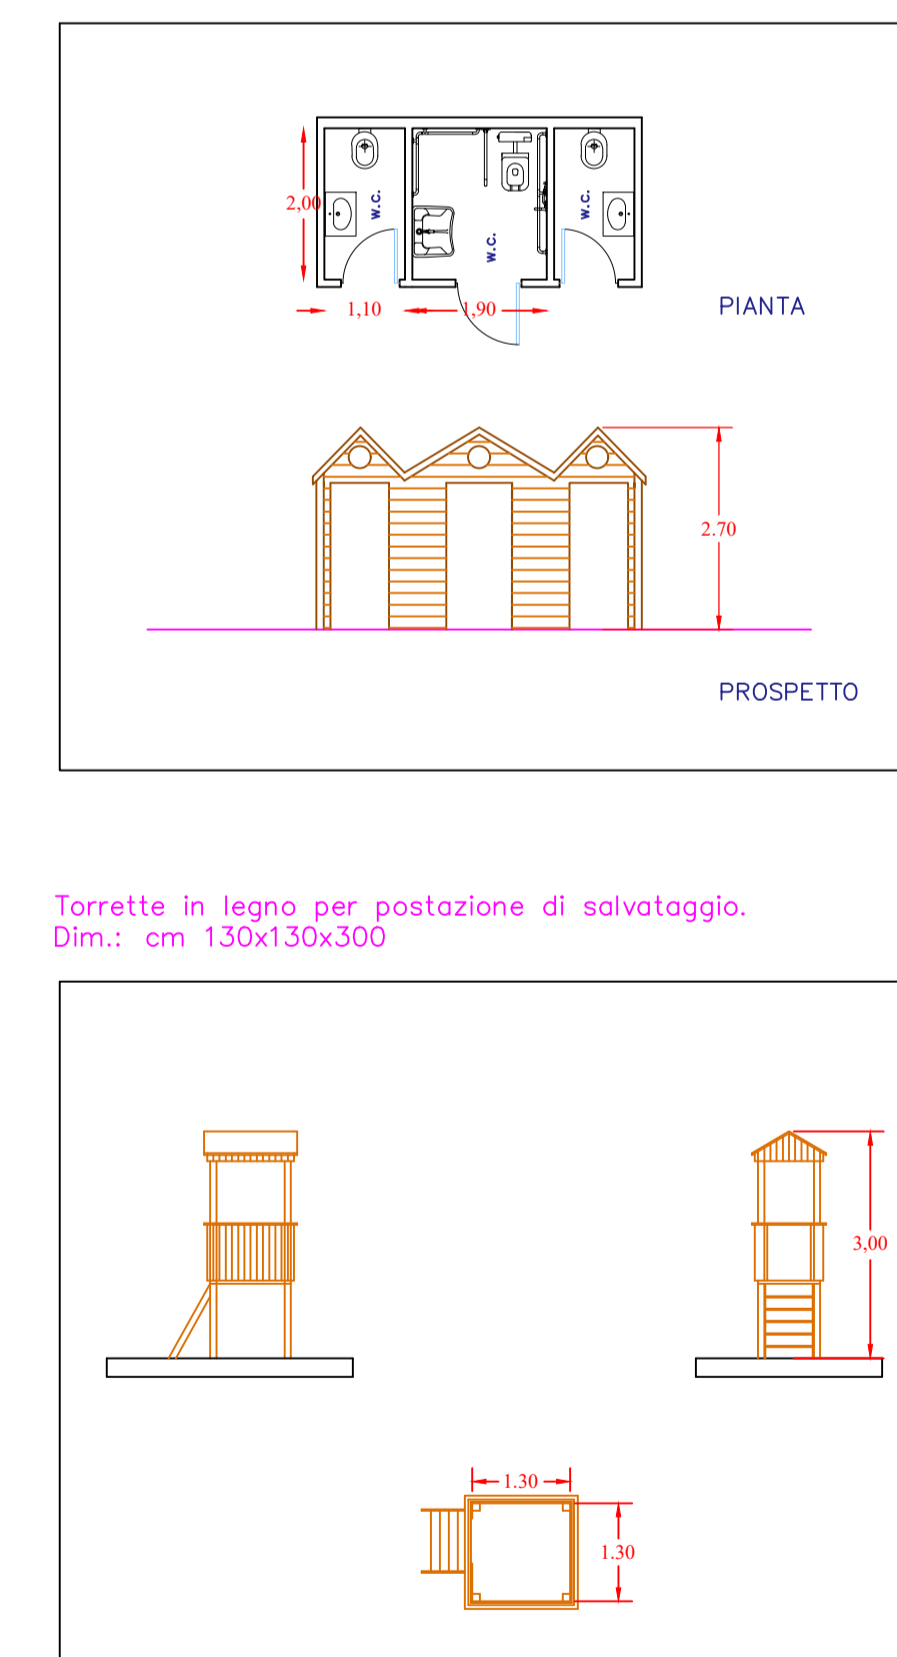 2,00
W.C.
W.C.
W.C.
1,10
1,90
PIANTA
2.70
PROSPETTO
Torrette in legno per postazione di salvataggio.
Dim.: cm 130x130x300
3,00
1.30
1.30